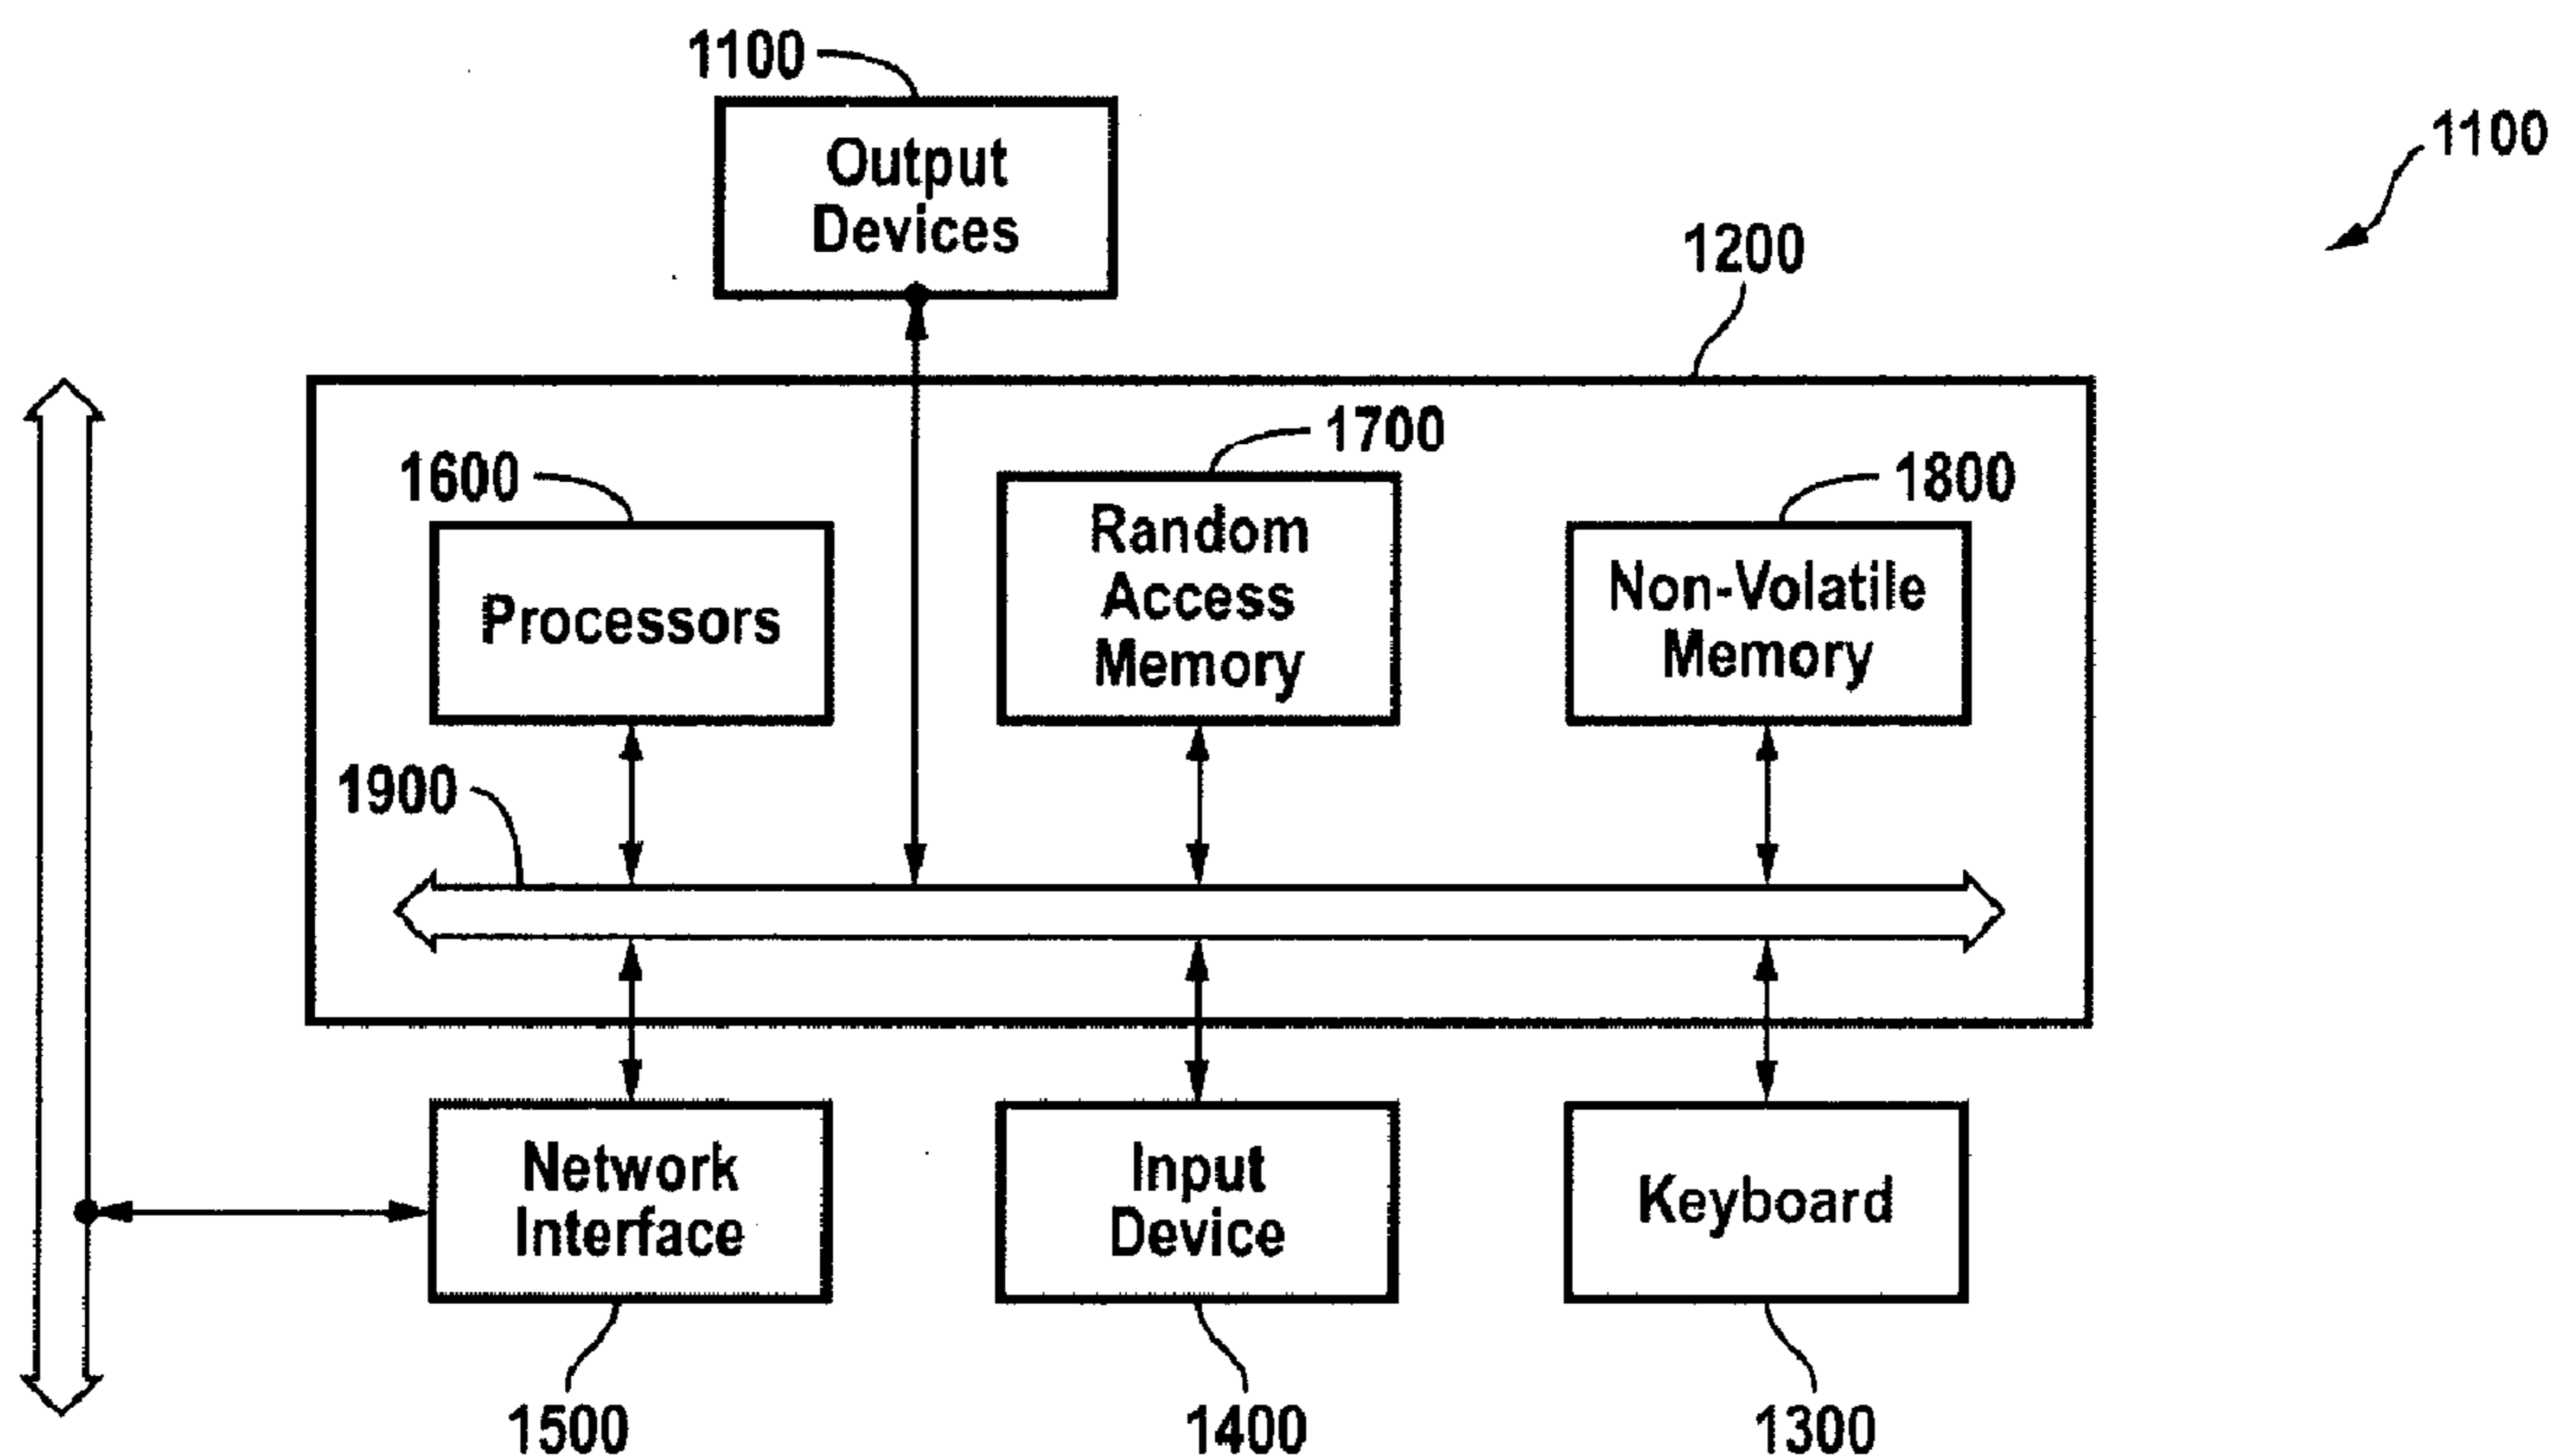 1100
Output
Devices
1100
1200
1700
1600
1800
Random
Access
Memory
Processors
Non-Volatile
Memory
1900
Network
Interface
Input
Device
Keyboard
1500
1400
1300